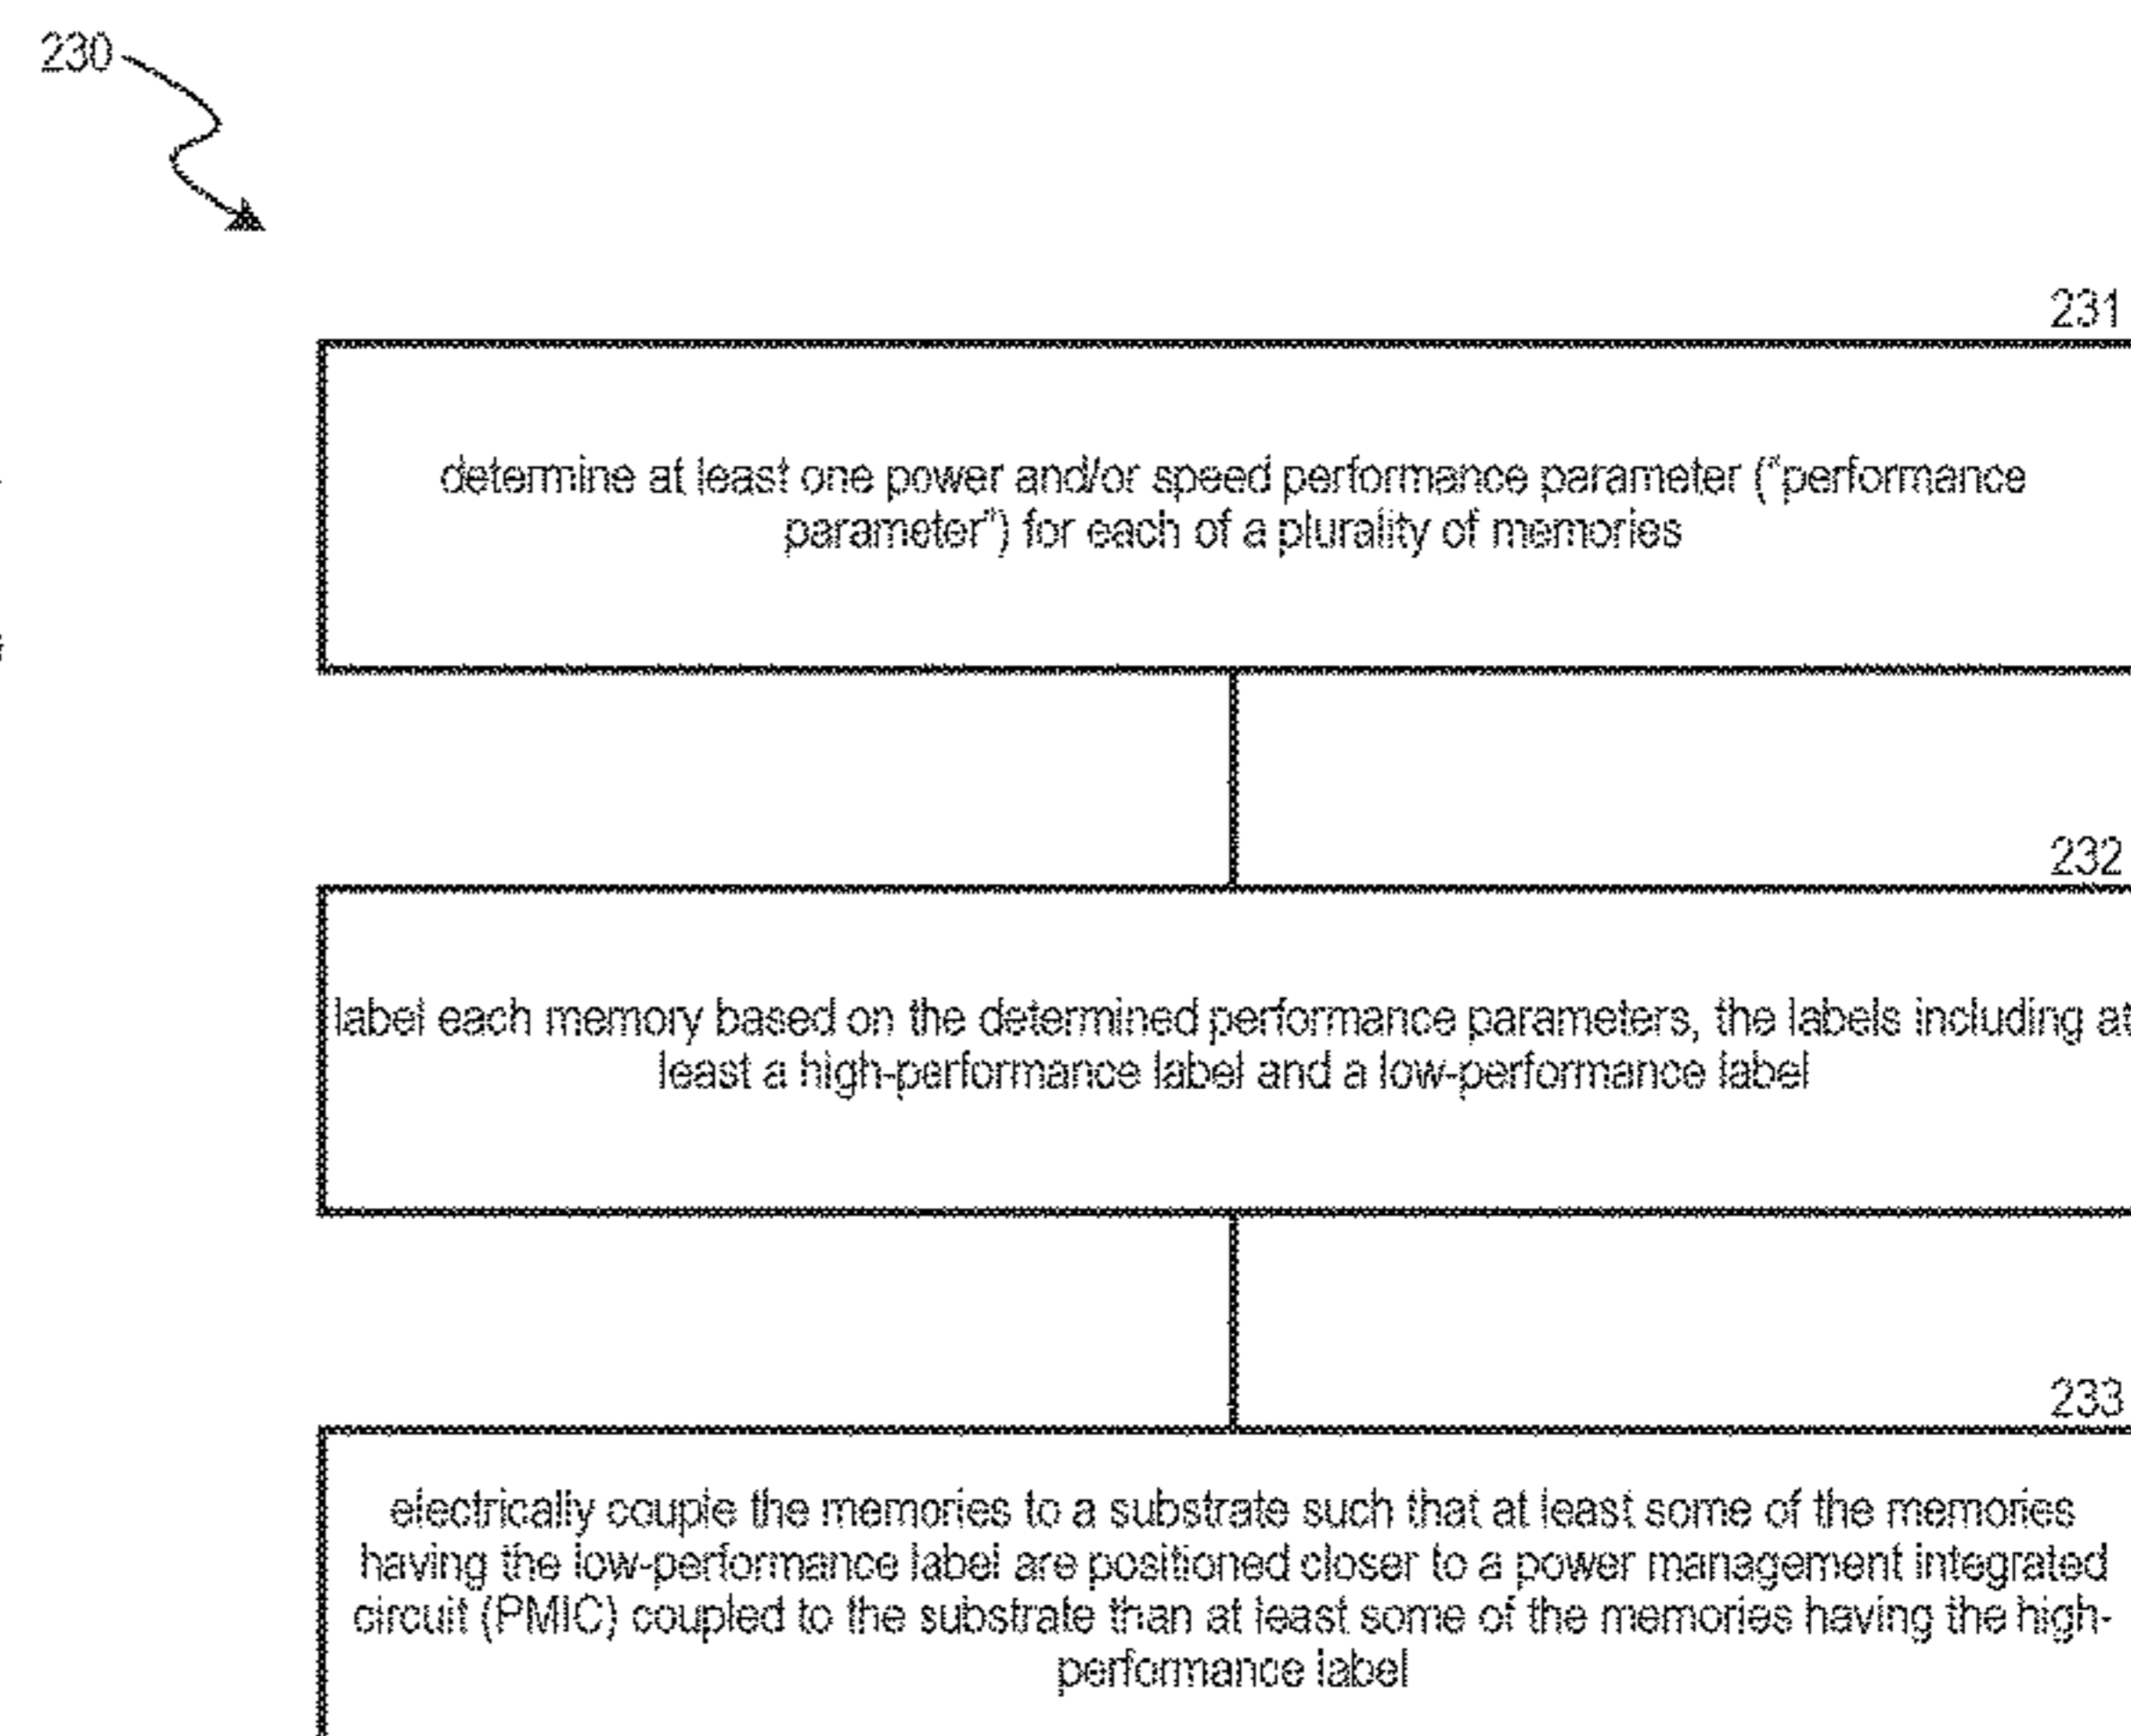 230
231
determine at least one power and/or speed performance parameter ("performance
parameter") for each of a plurality of memories
232
label each memory based on the determined performance parameters, the labels including at
least a high-performance label and a low-performance label
233
electrically couple the memories to a substrate such that at least some of the memories
having the low-performance label are positioned closer to a power management integrated
circuit (PMIC) coupled to the substrate than at least some of the memories having the high-
performance label